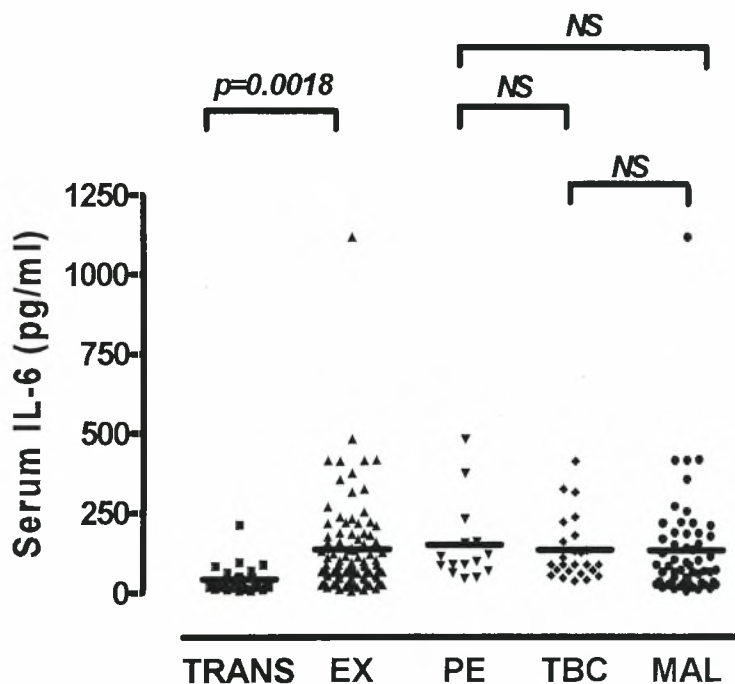 NS
p=0.0018
NS
NS
1250
1000
750
500
250
0
Serum IL-6 (pg/ml)
TRANS EX PE TBC MAL